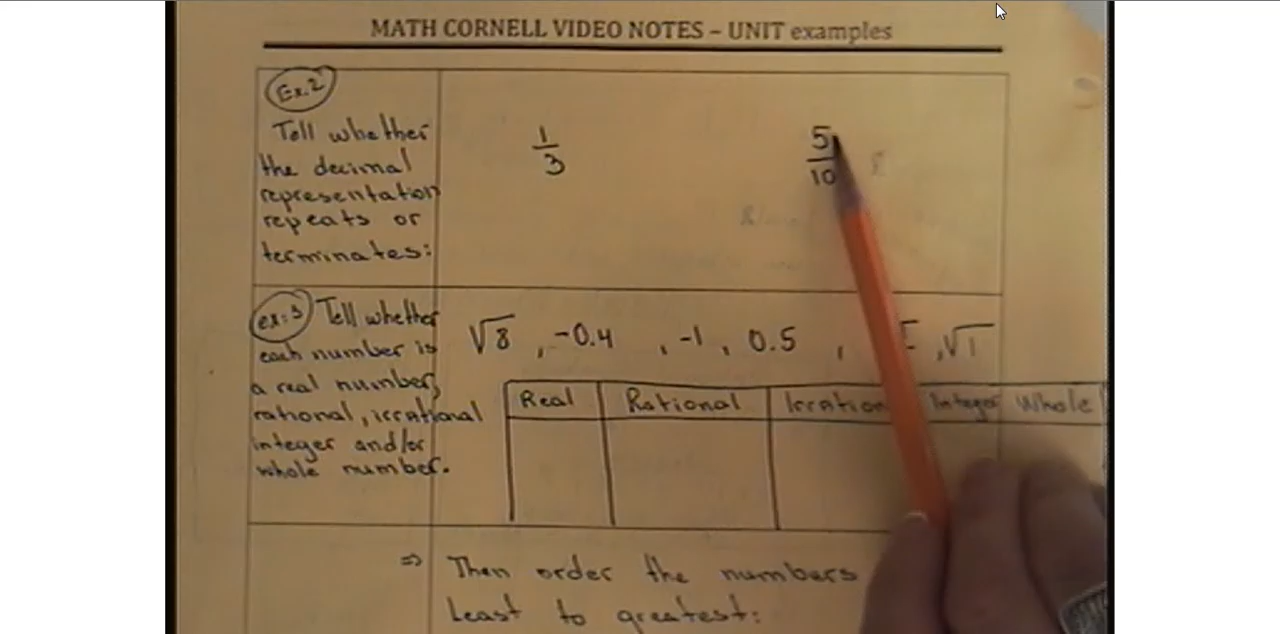 MATH CORNELL VIDEO NOTES – UNIT examples
Ex.2
Tell whether
the decimal
representation
repeats or
terminates:
1/3
5/10
ex:3 Tell whether
each number is
a real number,
rational, irrational
integer and/or
whole number.
√8 , -0.4 , -1 , 0.5 , , √1
Real Rational Integer Whole
⇒ Then order the numbers
Least to greatest: